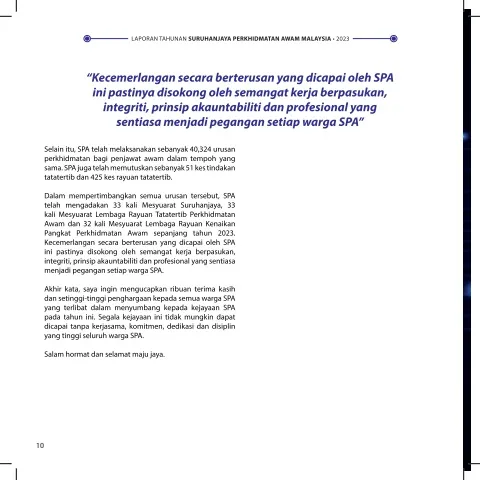 LAPORAN TAHUNAN SURUHANJAYA PERKHIDMATAN AWAM MALAYSIA • 2023
“Kecemerlangan secara berterusan yang dicapai oleh SPA
ini pastinya disokong oleh semangat kerja berpasukan,
integriti, prinsip akauntabiliti dan profesional yang
sentiasa menjadi pegangan setiap warga SPA”
Selain itu, SPA telah melaksanakan sebanyak 40,324 urusan
perkhidmatan bagi penjawat awam dalam tempoh yang
sama. SPA juga telah memutuskan sebanyak 51 kes tindakan
tatatertib dan 425 kes rayuan tatatertib.
Dalam mempertimbangkan semua urusan tersebut, SPA
telah mengadakan 33 kali Mesyuarat Suruhanjaya, 33
kali Mesyuarat Lembaga Rayuan Tatatertib Perkhidmatan
Awam dan 32 kali Mesyuarat Lembaga Rayuan Kenaikan
Pangkat Perkhidmatan Awam sepanjang tahun 2023.
Kecemerlangan secara berterusan yang dicapai oleh SPA
ini pastinya disokong oleh semangat kerja berpasukan,
integriti, prinsip akauntabiliti dan profesional yang sentiasa
menjadi pegangan setiap warga SPA.
Akhir kata, saya ingin mengucapkan ribuan terima kasih
dan setinggi-tinggi penghargaan kepada semua warga SPA
yang terlibat dalam menyumbang kepada kejayaan SPA
pada tahun ini. Segala kejayaan ini tidak mungkin dapat
dicapai tanpa kerjasama, komitmen, dedikasi dan disiplin
yang tinggi seluruh warga SPA.
Salam hormat dan selamat maju jaya.
10